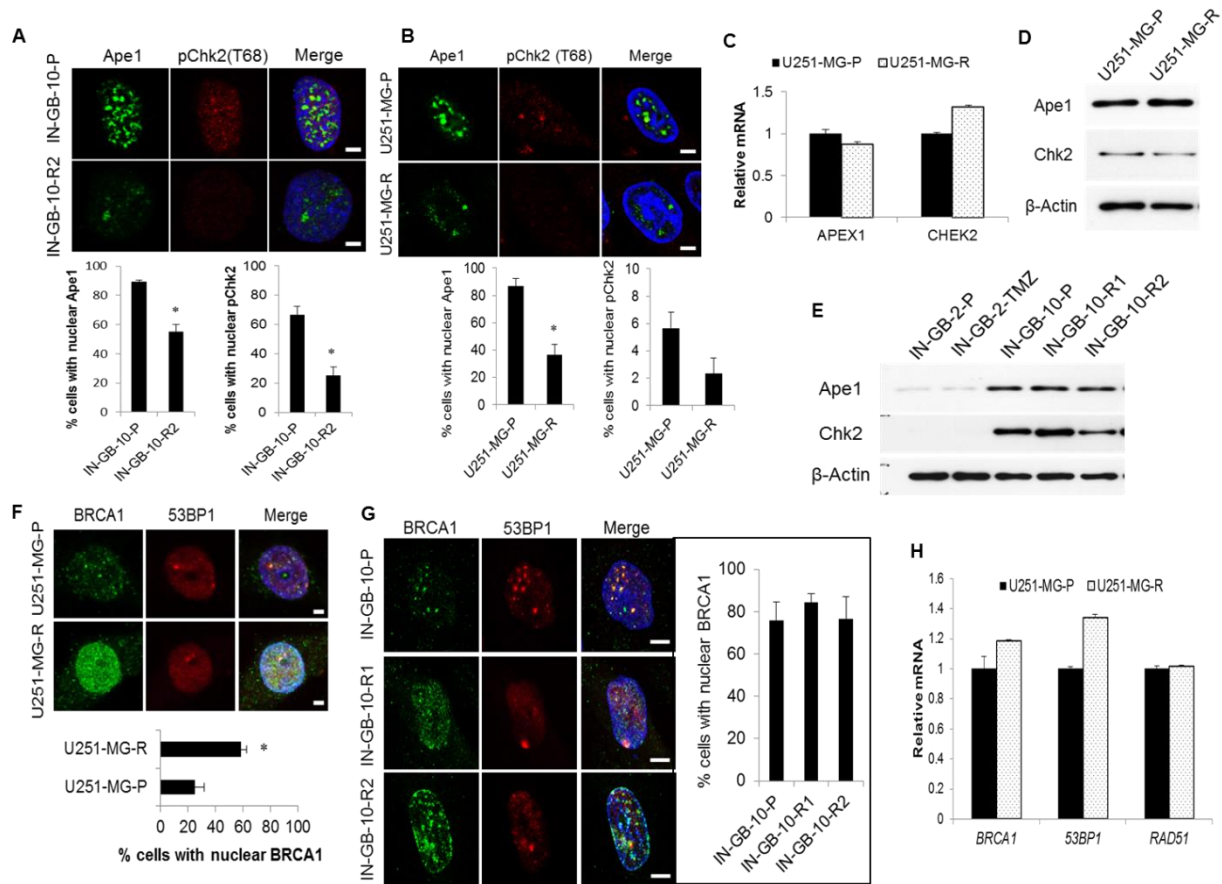 A
Ape1 pChk2(T68) Merge
IN-GB-10-P
IN-GB-10-R2
% cells with nuclear Ape1
100
80
60
40
20
0
*
IN-GB-10-P
IN-GB-10-R2
% cells with nuclear pChk2
100
80
60
40
20
0
*
IN-GB-10-P
IN-GB-10-R2
B
Ape1 pChk2 (T68) Merge
U251-MG-P
U251-MG-R
% cells with nuclear Ape1
100
80
60
40
20
0
*
U251-MG-P
U251-MG-R
% cells with nuclear pChk2
6
5
4
3
2
1
0
U251-MG-P
U251-MG-R
C
U251-MG-P U251-MG-R
Relative mRNA
1.5
1
0.5
0
APEX1 CHEK2
D
U251-MG-P
U251-MG-R
Ape1
Chk2
β-Actin
E
IN-GB-2-P
IN-GB-2-TMZ
IN-GB-10-P
IN-GB-10-R1
IN-GB-10-R2
Ape1
Chk2
β-Actin
F
BRCA1 53BP1 Merge
U251-MG-P
U251-MG-R
U251-MG-R
*
U251-MG-P
0 20 40 60 80 100
% cells with nuclear BRCA1
G
BRCA1 53BP1 Merge
IN-GB-10-P
IN-GB-10-R1
IN-GB-10-R2
% cells with nuclear BRCA1
100
80
60
40
20
0
IN-GB-10-P
IN-GB-10-R1
IN-GB-10-R2
H
U251-MG-P U251-MG-R
Relative mRNA
1.6
1.4
1.2
1
0.8
0.6
0.4
0.2
0
BRCA1 53BP1 RAD51